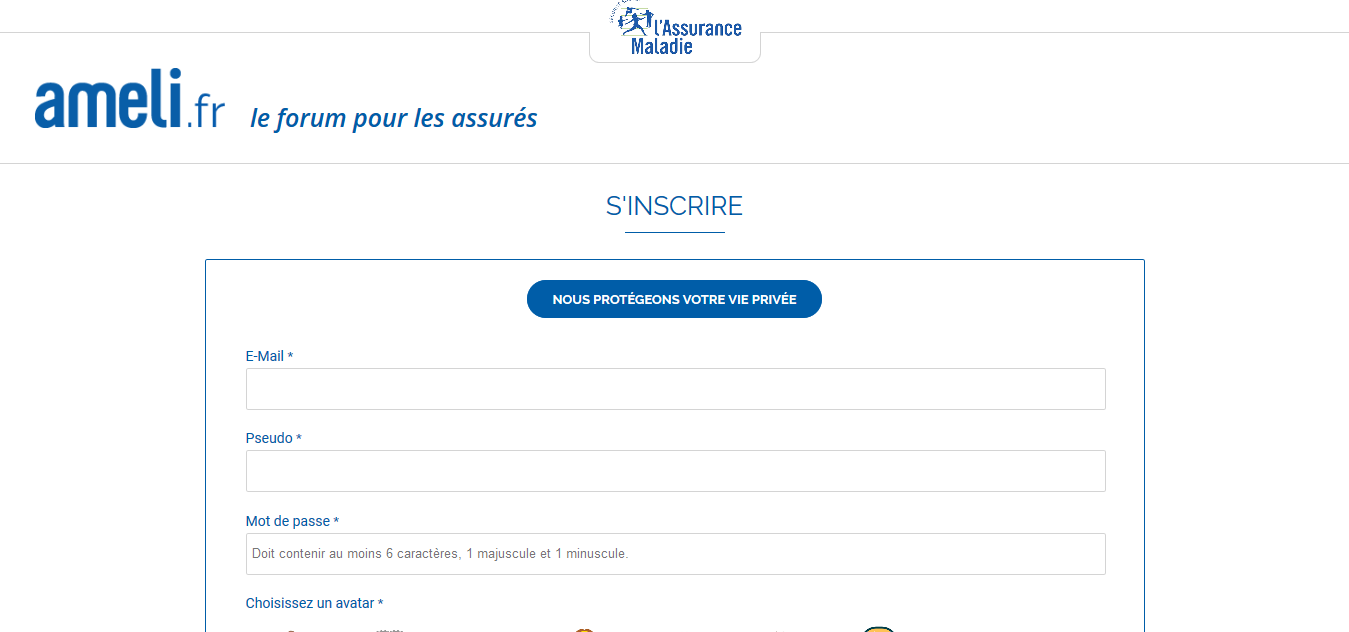 l'Assurance
Maladie
ameli.fr le forum pour les assurés
S'INSCRIRE
NOUS PROTÉGEONS VOTRE VIE PRIVÉE
E-Mail *
Pseudo *
Mot de passe *
Doit contenir au moins 6 caractères, 1 majuscule et 1 minuscule.
Choisissez un avatar *